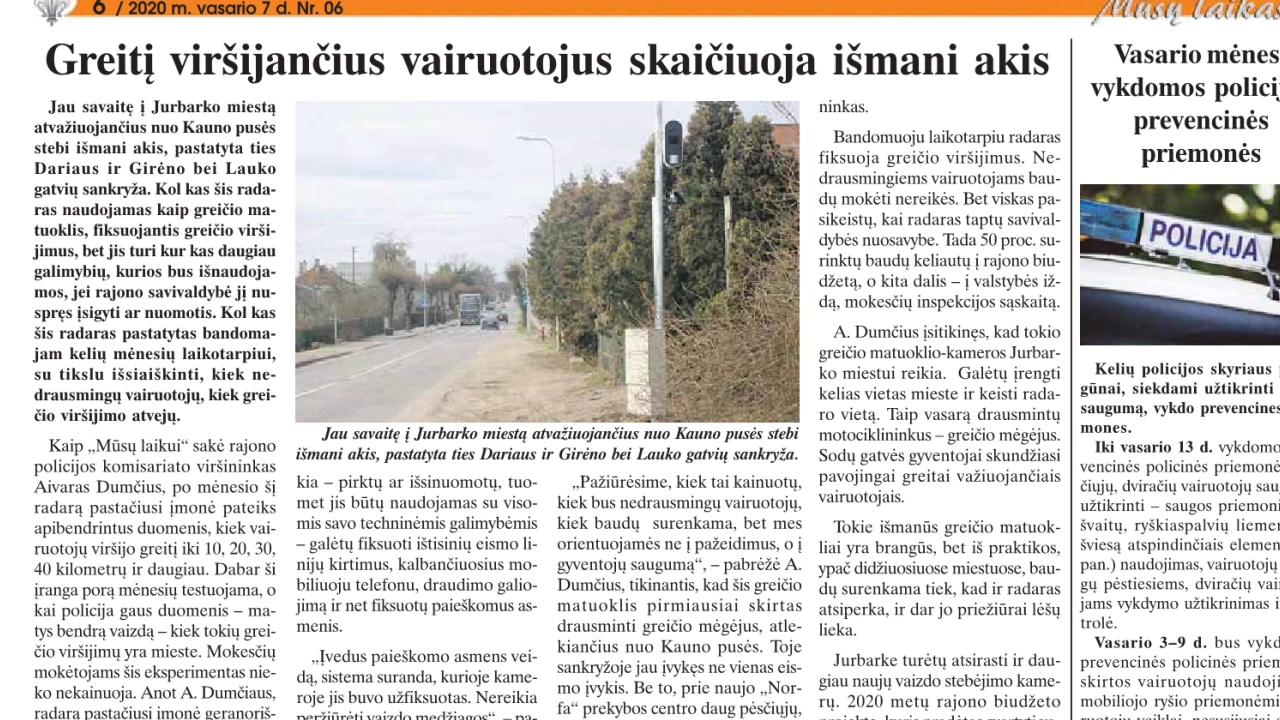 6 / 2020 m. vasario 7 d. Nr. 06
Mūsų laikas
Greitį viršijančius vairuotojus skaičiuoja išmani akis
Jau savaitę į Jurbarko miestą
atvažiuojančius nuo Kauno pusės
stebi išmani akis, pastatyta ties
Dariaus ir Girėno bei Lauko
gatvių sankryža. Kol kas šis rada-
ras naudojamas kaip greičio ma-
tuoklis, fiksuojantis greičio virši-
jimus, bet jis turi kur kas daugiau
galimybių, kurios bus išnaudoja-
mos, jei rajono savivaldybė jį nu-
spręs įsigyti ar nuomotis. Kol kas
šis radaras pastatytas bandoma-
jam kelių mėnesių laikotarpiui,
su tikslu išsiaiškinti, kiek ne-
drausmingų vairuotojų, kiek grei-
čio viršijimo atvejų.
Kaip „Mūsų laikui“ sakė rajono
policijos komisariato viršininkas
Aivaras Dumčius, po mėnesio šį
radarą pastačiusi įmonė pateiks
apibendrintus duomenis, kiek vai-
ruotojų viršijo greitį iki 10, 20, 30,
40 kilometrų ir daugiau. Dabar ši
įranga porą mėnesių testuojama, o
kai policija gaus duomenis – ma-
tys bendrą vaizdą – kiek tokių grei-
čio viršijimų yra mieste. Mokesčių
mokėtojams šis eksperimentas nie-
ko nekainuoja. Anot A. Dumčiaus,
radarą pastačiusi įmonė geranoriš-
Jau savaitę į Jurbarko miestą atvažiuojančius nuo Kauno pusės stebi
išmani akis, pastatyta ties Dariaus ir Girėno bei Lauko gatvių sankryža.
kia – pirktų ar išsinuomotų, tuo-
met jis būtų naudojamas su viso-
mis savo techninėmis galimybėmis
– galėtų fiksuoti ištisinių eismo li-
nijų kirtimus, kalbančiuosius mo-
biliuoju telefonu, draudimo galio-
jimą ir net fiksuotų paieškomus as-
menis.
„Įvedus paieškomo asmens vei-
dą, sistema suranda, kurioje kame-
roje jis buvo užfiksuotas. Nereikia
peržiūrėti vaizdo medžiagos“, – pa-
„Pažiūrėsime, kiek tai kainuotų,
kiek bus nedrausmingų vairuotojų,
kiek baudų surenkama, bet mes
orientuojamės ne į pažeidimus, o į
gyventojų saugumą“, – pabrėžė A.
Dumčius, tikinantis, kad šis greičio
matuoklis pirmiausiai skirtas
drausminti greičio mėgėjus, atle-
kiančius nuo Kauno pusės. Toje
sankryžoje jau įvykęs ne vienas eis-
mo įvykis. Be to, prie naujo „Nor-
fa“ prekybos centro daug pėsčiųjų,
ninkas.
Bandomuoju laikotarpiu radaras
fiksuoja greičio viršijimus. Ne-
drausmingiems vairuotojams bau-
dų mokėti nereikės. Bet viskas pa-
sikeistų, kai radaras taptų savival-
dybės nuosavybe. Tada 50 proc. su-
rinktų baudų keliautų į rajono biu-
džetą, o kita dalis – į valstybės iž-
dą, mokesčių inspekcijos sąskaitą.
A. Dumčius įsitikinęs, kad tokio
greičio matuoklio-kameros Jurbar-
ko miestui reikia. Galėtų įrengti
kelias vietas mieste ir keisti rada-
ro vietą. Taip vasarą drausmintų
motociklininkus – greičio mėgėjus.
Sodų gatvės gyventojai skundžiasi
pavojingai greitai važiuojančiais
vairuotojais.
Tokie išmanūs greičio matuok-
liai yra brangūs, bet iš praktikos,
ypač didžiuosiuose miestuose, bau-
dų surenkama tiek, kad ir radaras
atsiperka, ir dar jo priežiūrai lėšų
lieka.
Jurbarke turėtų atsirasti ir dau-
giau naujų vaizdo stebėjimo kame-
rų. 2020 metų rajono biudžeto
Vasario mėnes
vykdomos policij
prevencinės
priemonės
POLICIJA
Kelių policijos skyriaus
gūnai, siekdami užtikrinti
saugumą, vykdo prevencines
mones.
Iki vasario 13 d. vykdomo
vencinės policinės priemonė
čiųjų, dviračių vairuotojų saug
užtikrinti – saugos priemoni
švaitų, ryškiaspalvių liemen
šviesą atspindinčiais elemen
pan.) naudojimas, vairuotojų
gų pėstiesiems, dviračių vair
jams vykdymo užtikrinimas i
trolė.
Vasario 3–9 d. bus vykd
prevencinės policinės priem
skirtos vairuotojų naudoji
mobiliojo ryšio priemonėm